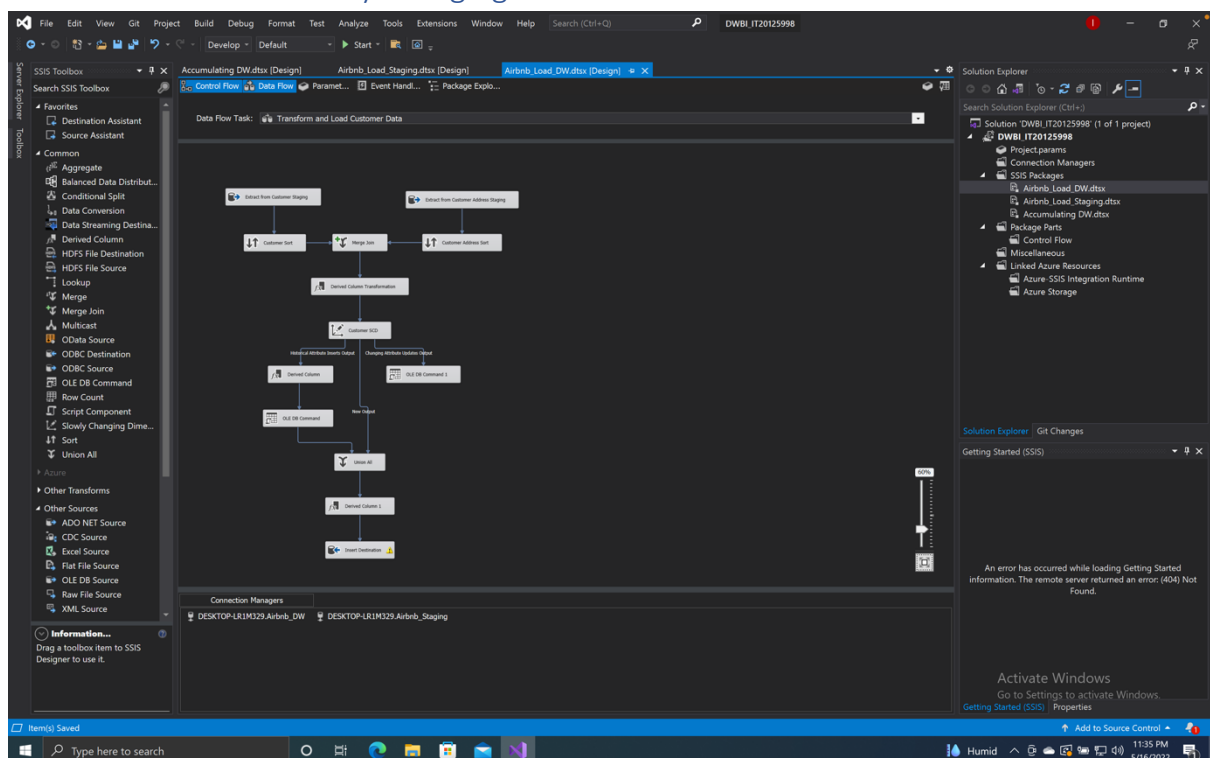 File Edit View Git Project Build Debug Format Test Analyze Tools Extensions Window Help Search (Ctrl+Q) DWBI_IT20125998
Develop Default Start
SSIS Toolbox
Search SSIS Toolbox
Favorites
Destination Assistant
Source Assistant
Common
Aggregate
Balanced Data Distribut...
Conditional Split
Data Conversion
Data Streaming Destina...
Derived Column
HDFS File Destination
HDFS File Source
Lookup
Merge
Merge Join
Multicast
OData Source
ODBC Destination
ODBC Source
OLE DB Command
Row Count
Script Component
Slowly Changing Dime...
Sort
Union All
Azure
Other Transforms
Other Sources
ADO NET Source
CDC Source
Excel Source
Flat File Source
OLE DB Source
Raw File Source
XML Source
Information...
Drag a toolbox item to SSIS
Designer to use it.
Server Explorer
Toolbox
Accumulating DW.dtsx [Design] Airbnb_Load_Staging.dtsx [Design] Airbnb_Load_DW.dtsx [Design]
Control Flow Data Flow Paramet... Event Handl... Package Explo...
Data Flow Task: Transform and Load Customer Data
Extract from Customer Staging
Extract from Customer Address Staging
Customer Sort Merge Join Customer Address Sort
Derived Column Transformation
Customer SCD
Historical Attribute Inserts Output Changing Attribute Updates Output
Derived Column OLE DB Command 1
OLE DB Command New Output
Union All
Derived Column 1
Insert Destination
60%
Connection Managers
DESKTOP-LR1M329.Airbnb_DW DESKTOP-LR1M329.Airbnb_Staging
Solution Explorer
Search Solution Explorer (Ctrl+;)
Solution 'DWBI_IT20125998' (1 of 1 project)
DWBI_IT20125998
Project.params
Connection Managers
SSIS Packages
Airbnb_Load_DW.dtsx
Airbnb_Load_Staging.dtsx
Accumulating DW.dtsx
Package Parts
Control Flow
Miscellaneous
Linked Azure Resources
Azure-SSIS Integration Runtime
Azure Storage
Solution Explorer Git Changes
Getting Started (SSIS)
An error has occurred while loading Getting Started
information. The remote server returned an error: (404) Not
Found.
Activate Windows
Go to Settings to activate Windows.
Getting Started (SSIS) Properties
Item(s) Saved Add to Source Control
Type here to search Humid 11:35 PM
5/16/2022